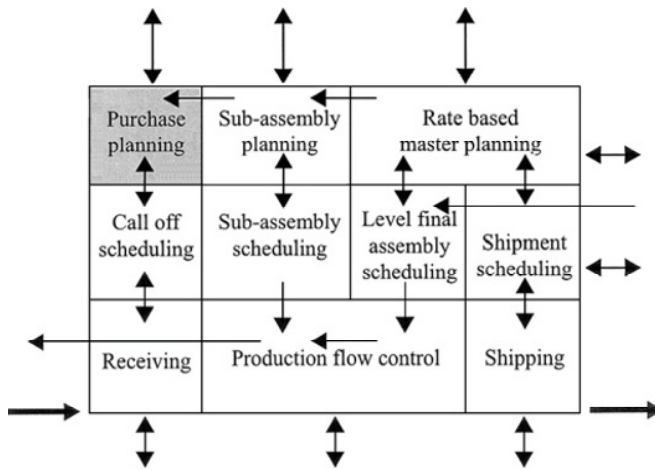 Purchase
planning
Sub-assembly
planning
Rate based
master planning
Call off
scheduling
Sub-assembly
scheduling
Level final
assembly
scheduling
Shipment
scheduling
Receiving
Production flow control
Shipping